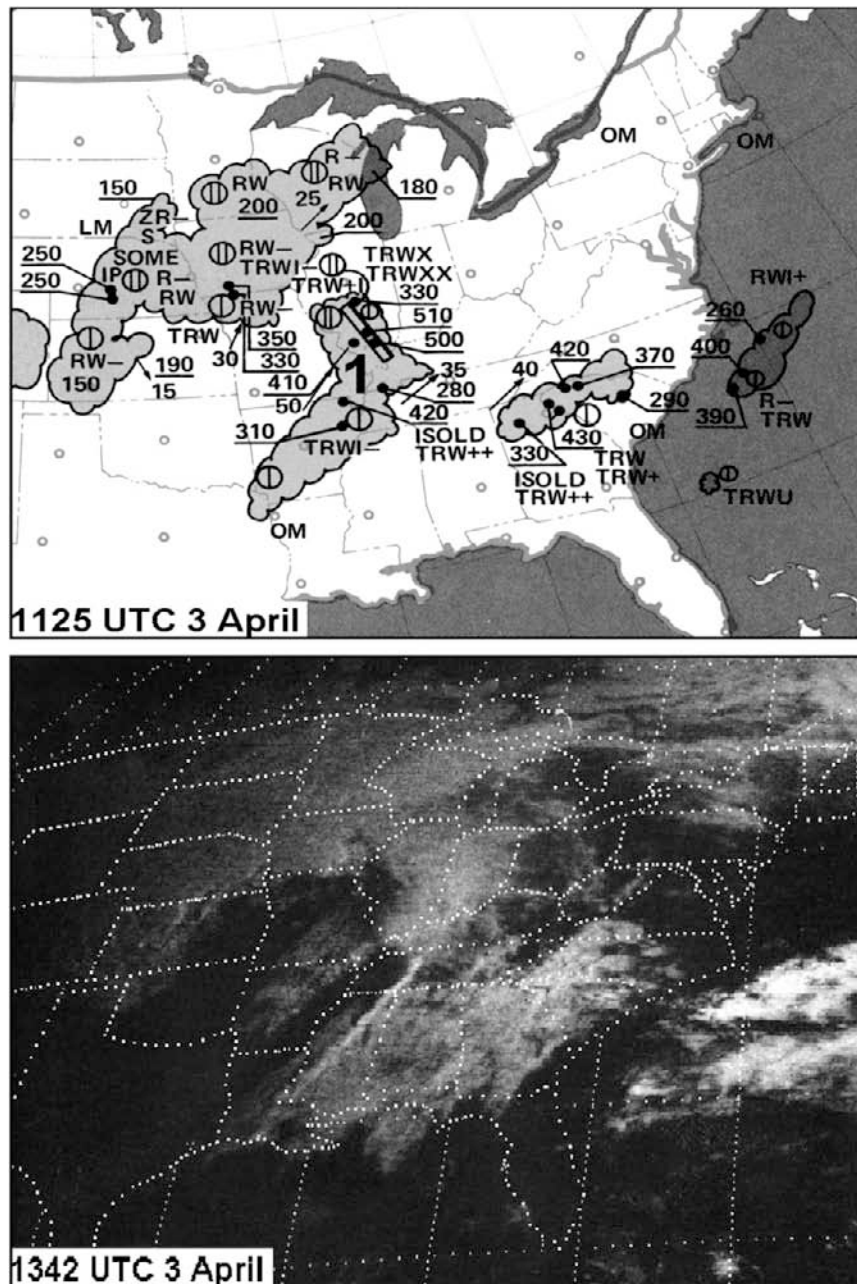 OM
OM
R—
RW
RW
150
200
25
180
ZR—
LM
S—
200
SOME
RW—
TRWX
250
IP
TRWI—
TRWXX
RWI+
R—
TRW+I
250
RW
RW—
330
260
TRW
350
510
RW—
190
30
330
500
400
150
15
410
1
35
40
420
370
50
280
390
R—
TRW
310
420
290
TRWI—
ISOLD
TRW++
330
430
OM
ISOLD
TRW++
TRW
TRW+
TRWU
OM
1125 UTC 3 April
1342 UTC 3 April